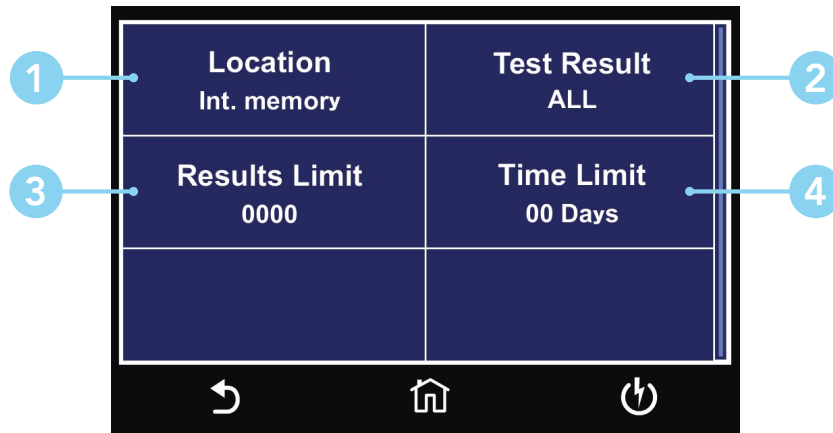 1
Location
Int. memory
Test Result
ALL
2
3
Results Limit
0000
Time Limit
00 Days
4